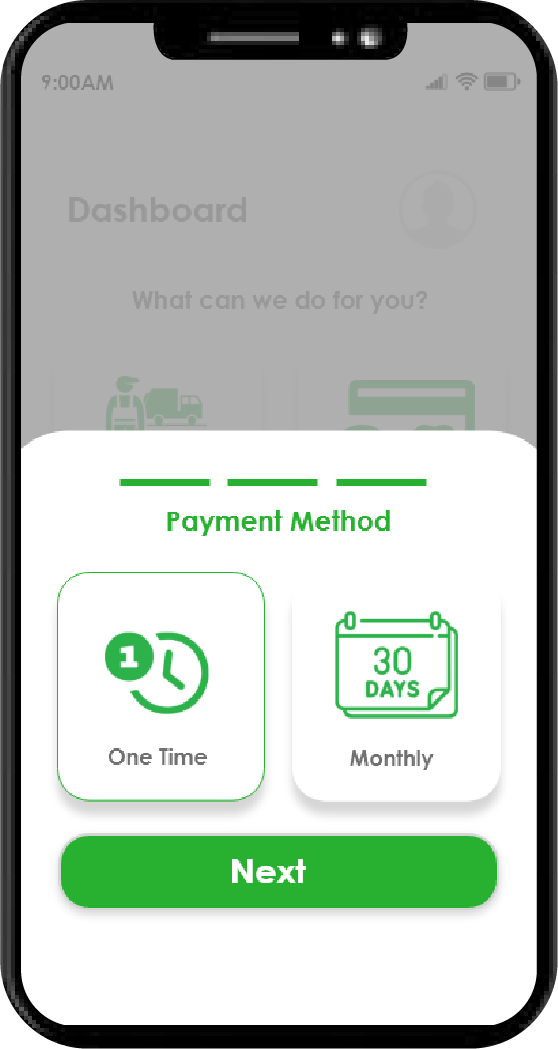 9:00AM
Dashboard
What can we do for you?
Payment Method
1
30
DAYS
One Time
Monthly
Next